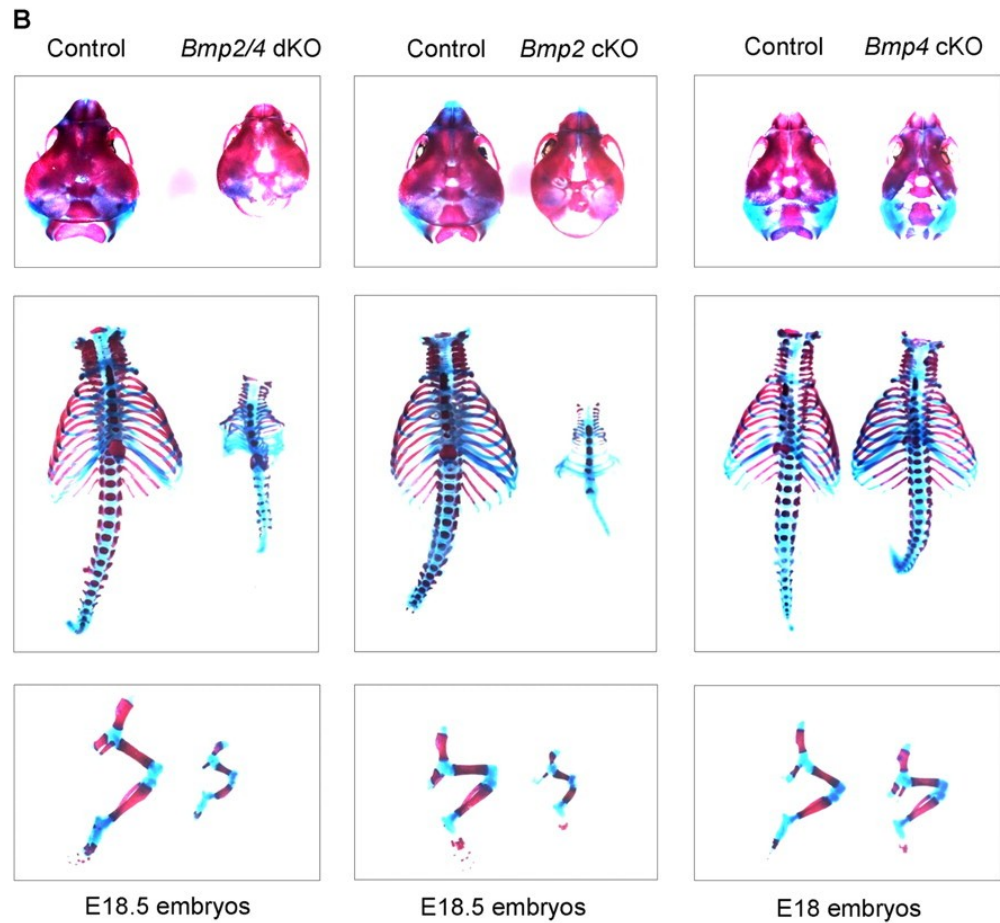 B
Control Bmp2/4 dKO Control Bmp2 cKO Control Bmp4 cKO
E18.5 embryos E18.5 embryos E18 embryos